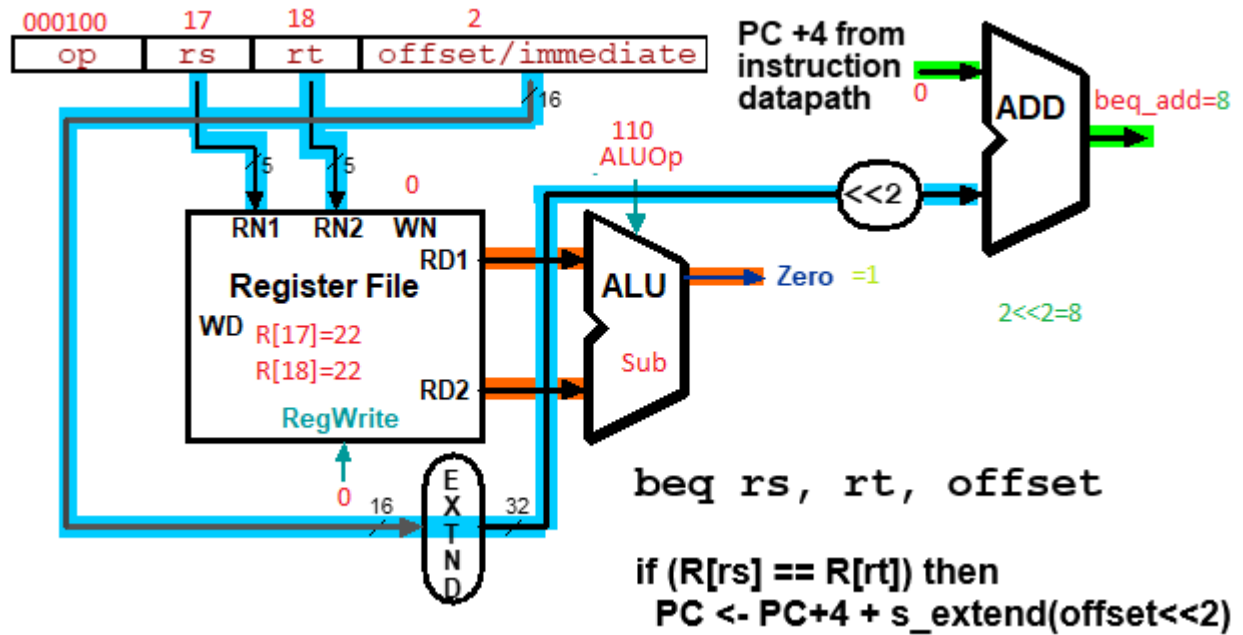 000100 17 18 2
op rs rt offset/immediate
16
5 5
0
RN1 RN2 WN
RD1
Register File
WD R[17]=22
R[18]=22
RD2
RegWrite
0
16
EXTND
32
110
ALUOp
ALU
Sub
Zero =1
PC +4 from
instruction
datapath
0
ADD
beq_add=8
<<2
2<<2=8
beq rs, rt, offset
if (R[rs] == R[rt]) then
PC <- PC+4 + s_extend(offset<<2)